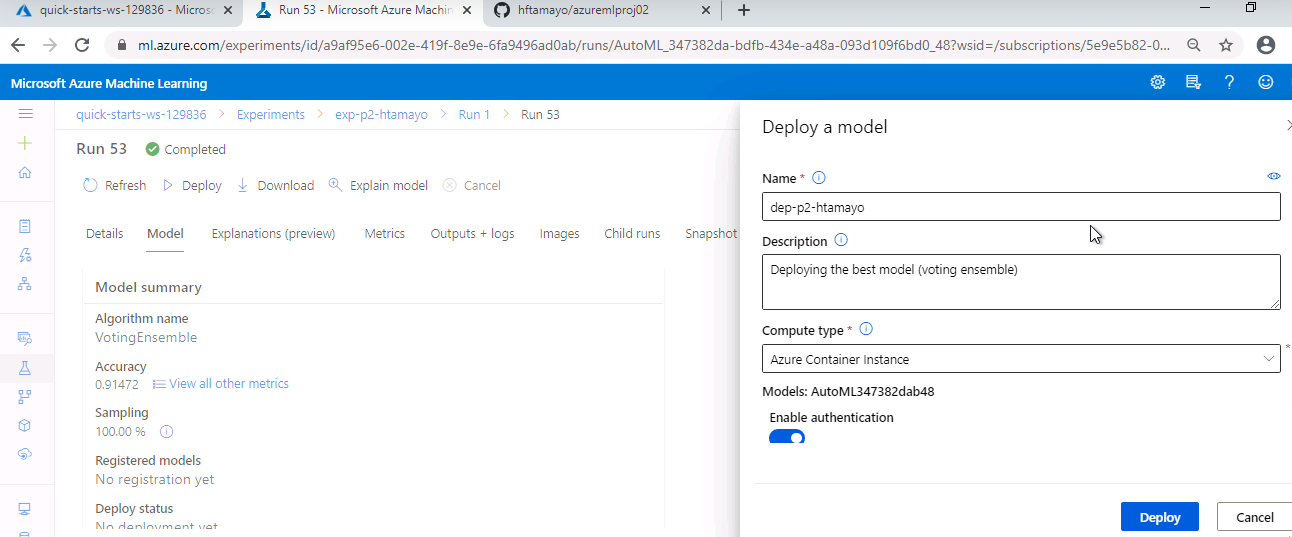 quick-starts-ws-129836 - Microso
Run 53 - Microsoft Azure Machin
hftamayo/azuremlproj02
ml.azure.com/experiments/id/a9af95e6-002e-419f-8e9e-6fa9496ad0ab/runs/AutoML_347382da-bdfb-434e-a48a-093d109f6bd0_48?wsid=/subscriptions/5e9e5b82-0...
Microsoft Azure Machine Learning
quick-starts-ws-129836 > Experiments > exp-p2-htamayo > Run 1 > Run 53
Run 53 Completed
Refresh Deploy Download Explain model Cancel
Details Model Explanations (preview) Metrics Outputs + logs Images Child runs Snapshot
Model summary
Algorithm name
VotingEnsemble
Accuracy
0.91472 View all other metrics
Sampling
100.00 %
Registered models
No registration yet
Deploy status
No deployment yet
Deploy a model
Name *
dep-p2-htamayo
Description
Deploying the best model (voting ensemble)
Compute type *
Azure Container Instance
*
Models: AutoML347382dab48
Enable authentication
Deploy Cancel